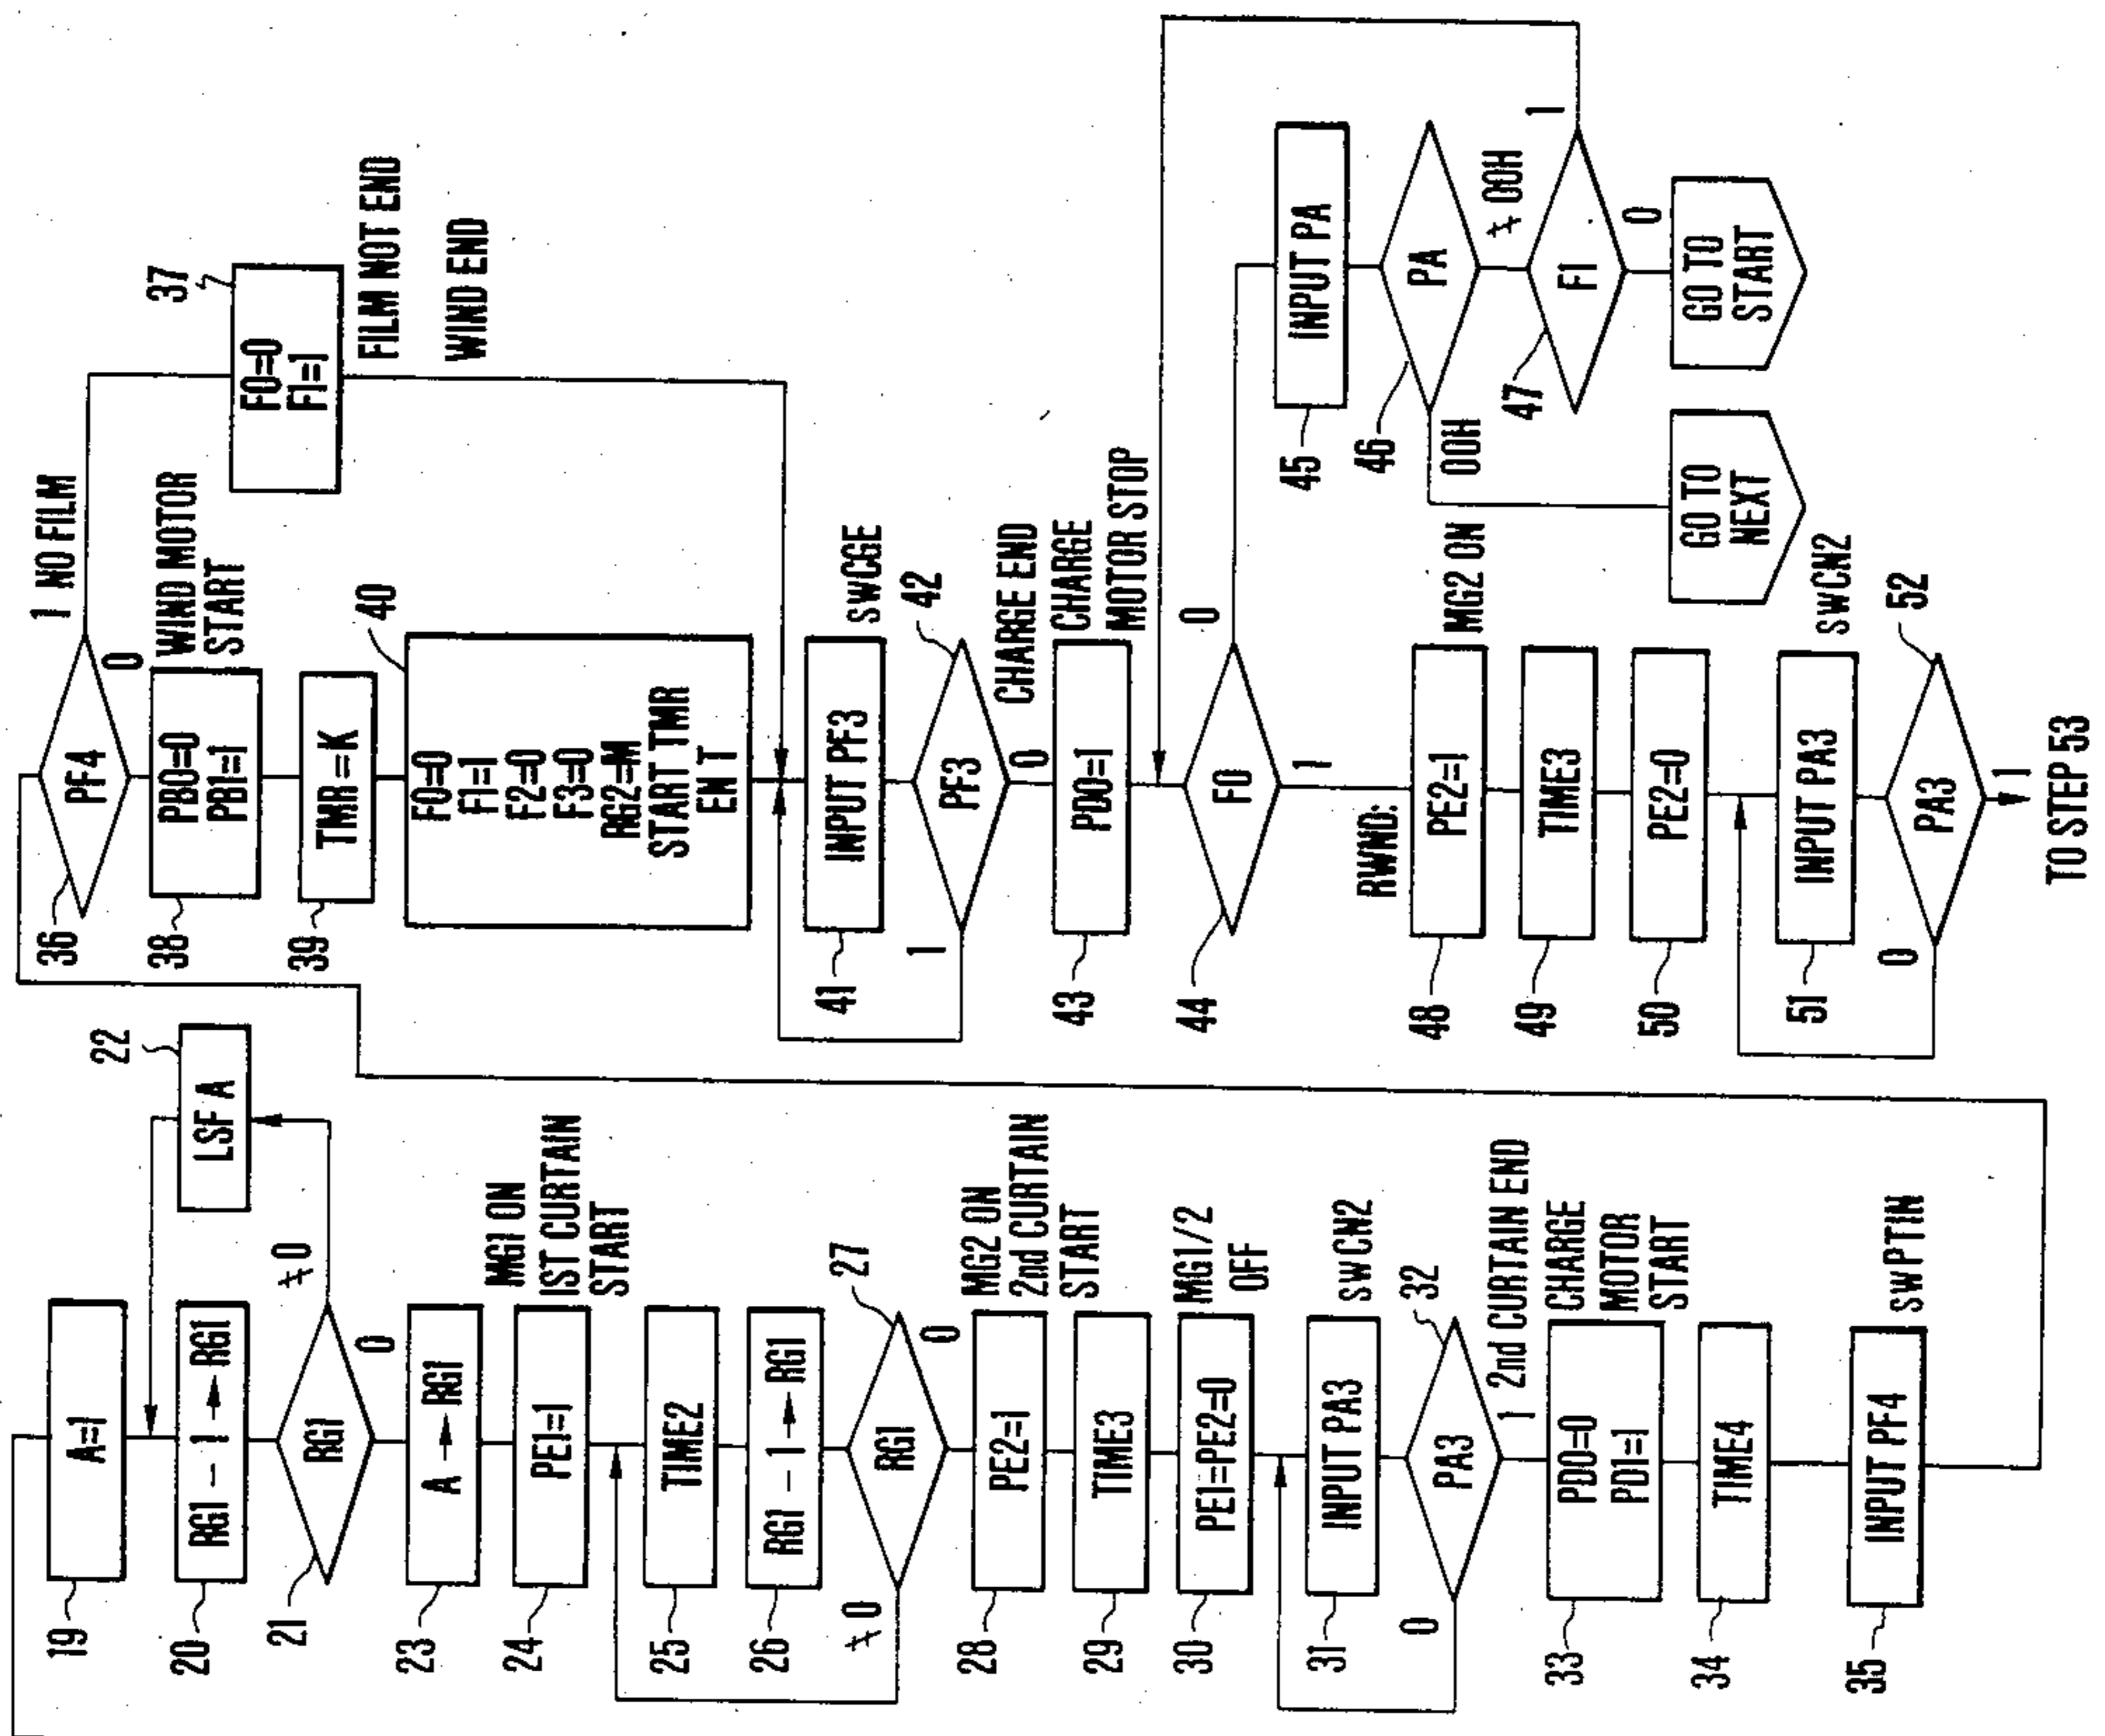 19
A=1
20
RG1 – 1 → RG1
22
LSF A
21
RG1
≠ 0
0
23
A → RG1
24
PE1=1
MG1 ON
1ST CURTAIN
START
25
TIME2
26
RG1 – 1 → RG1
27
RG1
≠ 0
0
28
PE2=1
MG2 ON
2nd CURTAIN
START
29
TIME3
30
PE1=PE2=0
MG1/2
OFF
31
INPUT PA3
swCN2
32
PA3
0
1
2nd CURTAIN END
33
PD0=0
PD1=1
CHARGE
MOTOR
START
34
TIME4
35
INPUT PF4
swPTIN
36
PF4
1 NO FILM
0
37
F0=0
F1=1
FILM NOT END
WIND END
38
PB0=0
PB1=1
WIND MOTOR
START
39
TMR=K
40
F0=0
F1=1
F2=0
F3=0
RG2=M
START TMR
EN T
41
INPUT PF3
swCGE
42
PF3
1
0
CHARGE END
43
PD0=1
CHARGE
MOTOR STOP
44
F0
0
1
45
INPUT PA
46
PA
00H
≠ 00H
47
F1
1
0
GO TO
NEXT
GO TO
START
RWND:
48
PE2=1
MG2 ON
49
TIME3
50
PE2=0
51
INPUT PA3
swCN2
52
PA3
0
1
TO STEP 53